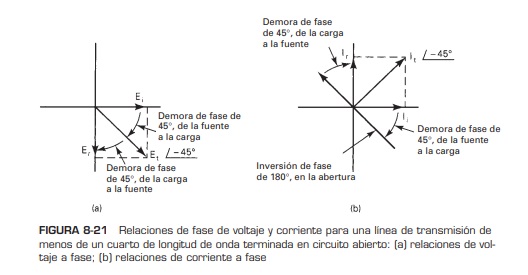 Demora de fase
de 45°, de la carga
a la fuente
I_r
I_t ∠−45°
E_i
Demora de fase de
45°, de la fuente
a la carga
E_r
E_t ∠−45°
Demora de fase
de 45°, de la carga
a la fuente
(a)
I_i
Demora de fase de
45°, de la fuente
a la carga
Inversión de fase
de 180°, en la abertura
(b)
FIGURA 8-21 Relaciones de fase de voltaje y corriente para una línea de transmisión de
menos de un cuarto de longitud de onda terminada en circuito abierto: (a) relaciones de vol-
taje a fase; (b) relaciones de corriente a fase